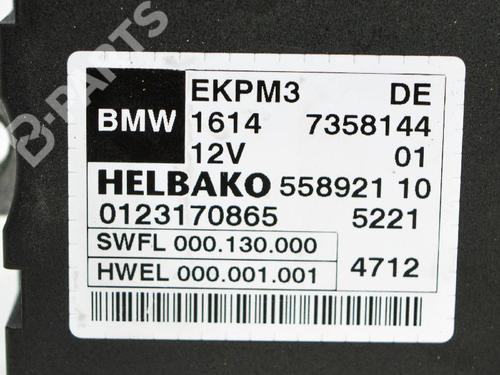 EKPM3 DE
BMW 1614 7358144
12V 01
HELBAKO 558921 10
0123170865 5221
SWFL 000.130.000
HWEL 000.001.001 4712
B-PARTS